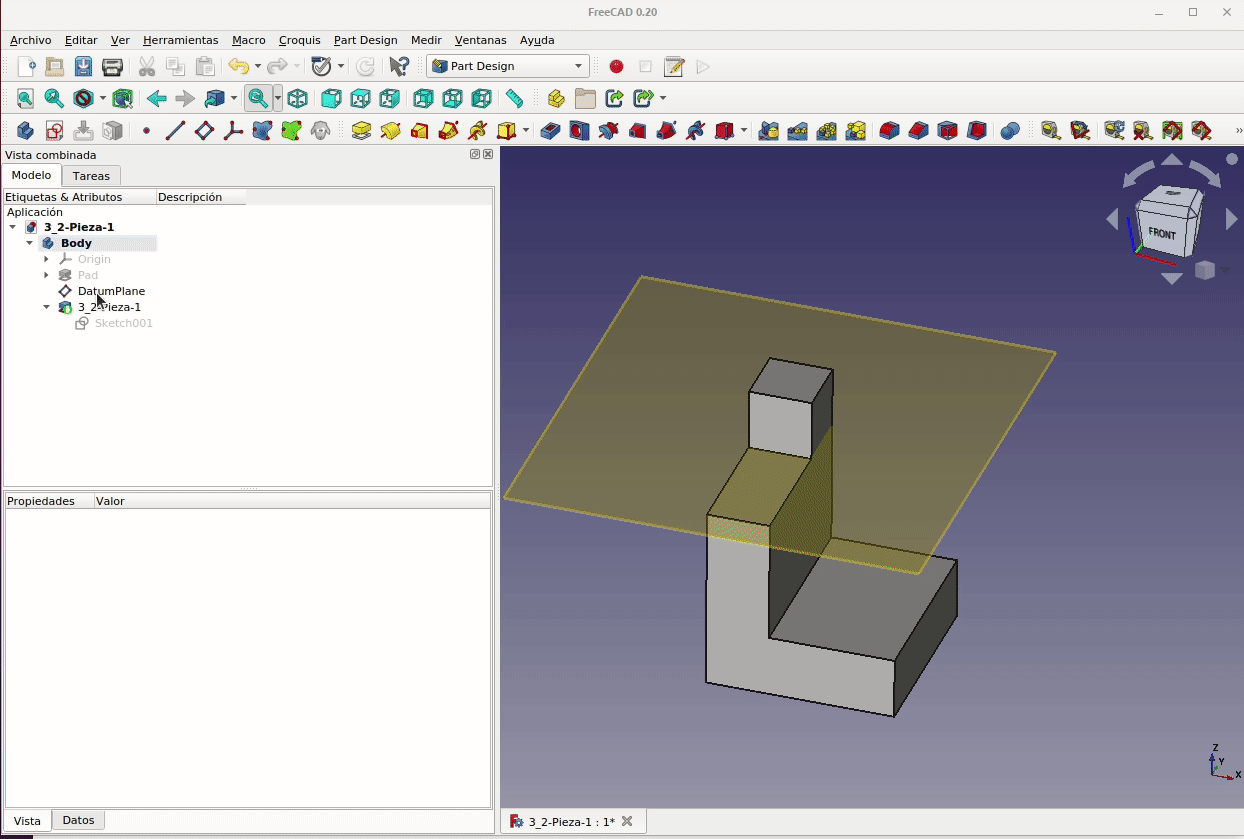 FreeCAD 0.20
Archivo Editar Ver Herramientas Macro Croquis Part Design Medir Ventanas Ayuda
Part Design
Vista combinada
Modelo Tareas
Etiquetas & Atributos Descripción
Aplicación
3_2-Pieza-1
Body
Origin
Pad
DatumPlane
3_2-Pieza-1
Sketch001
Propiedades Valor
FRONT
Z
Y
X
Vista Datos
3_2-Pieza-1 : 1*